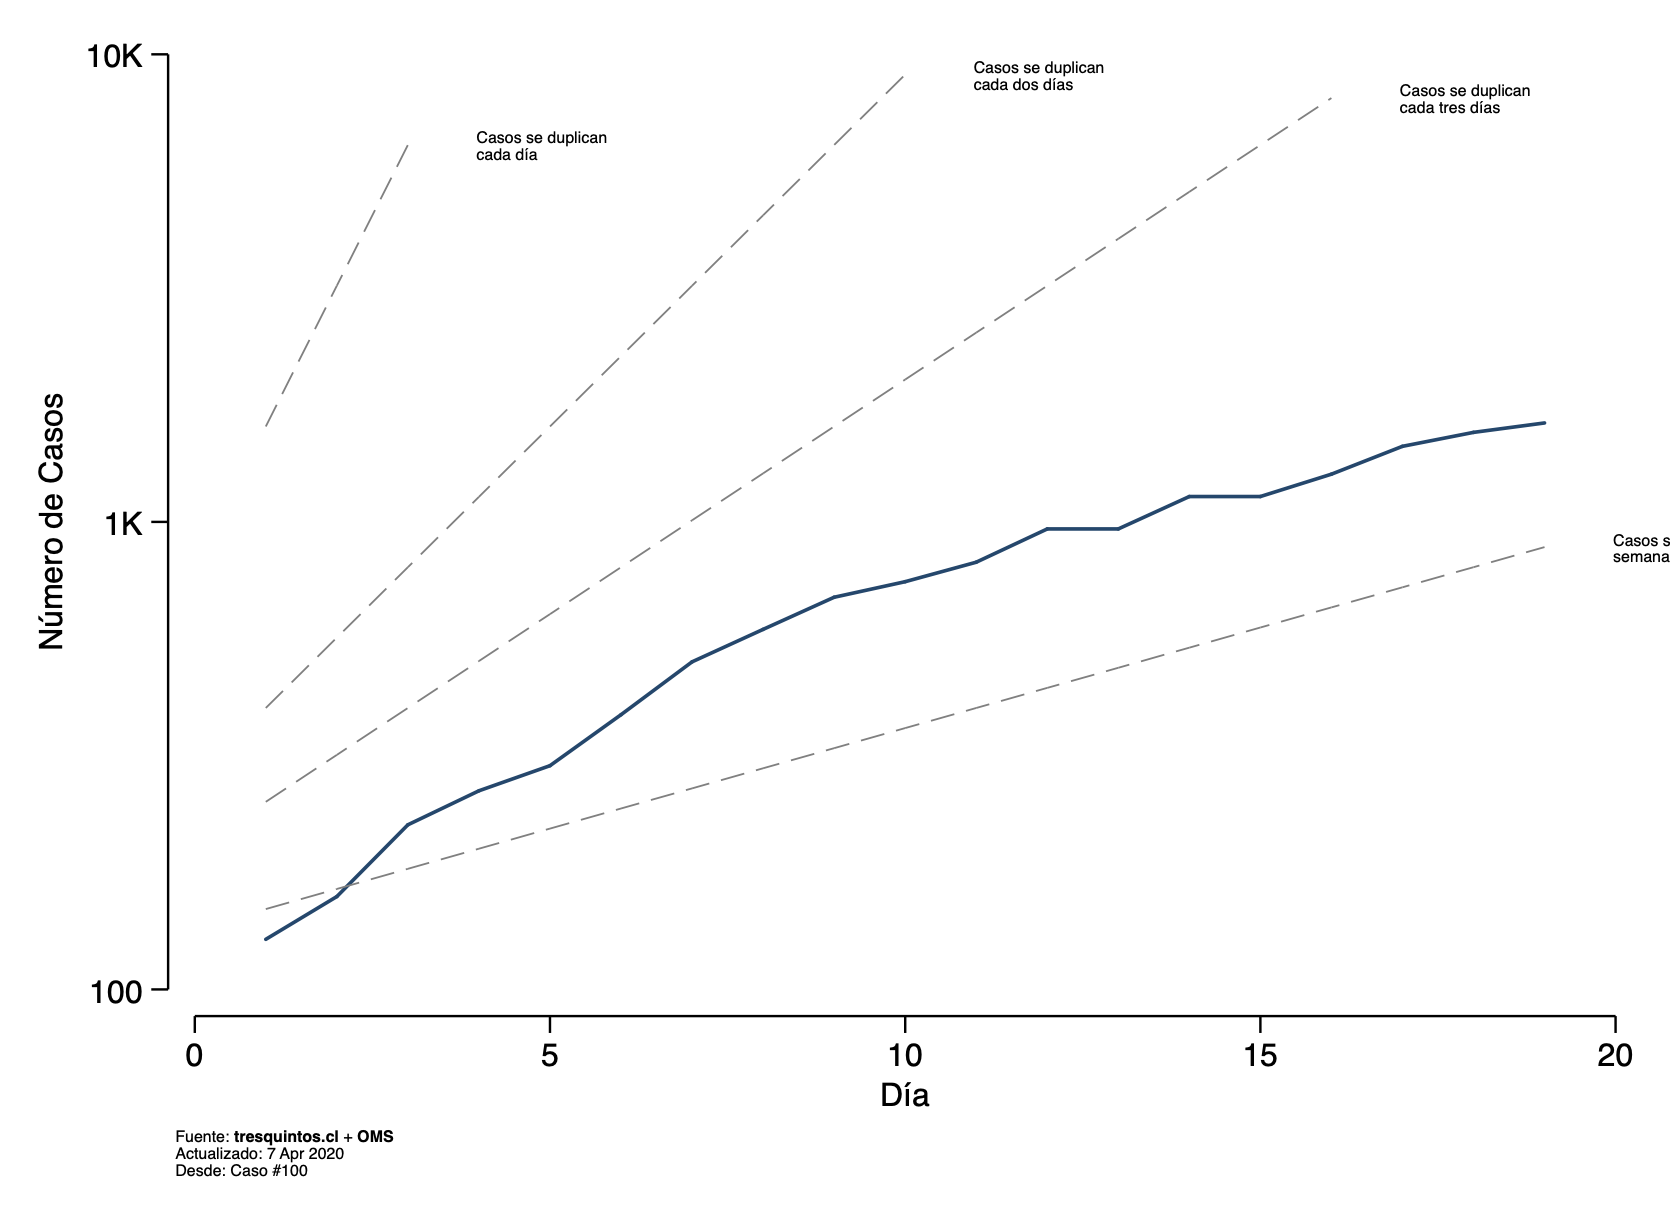 10K
1K
100
Número de Casos
Casos se duplican
cada día
Casos se duplican
cada dos días
Casos se duplican
cada tres días
Casos s
semana
0 5 10 15 20
Día
Fuente: tresquintos.cl + OMS
Actualizado: 7 Apr 2020
Desde: Caso #100